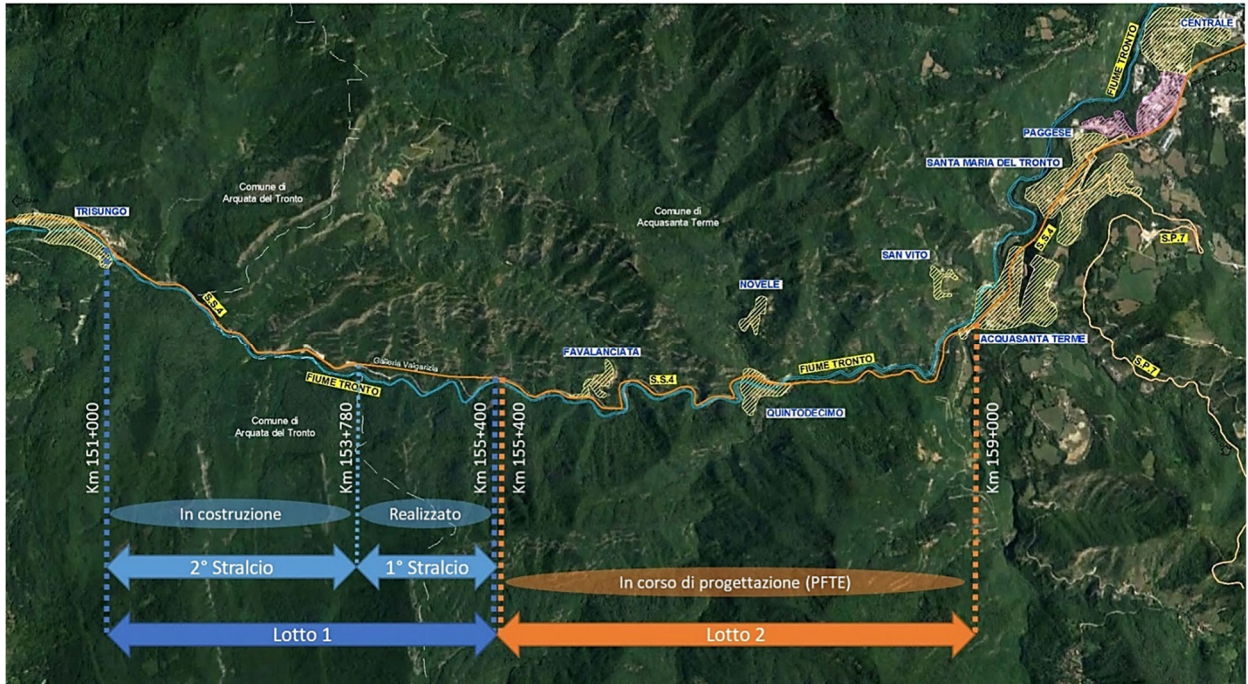 CENTRALE
FIUME TRONTO
PAGGESE
SANTA MARIA DEL TRONTO
Comune di
Arquata del Tronto
TRISUNGO
Comune di
Acquasanta Terme
S.P.7
S.S.4
SAN VITO
NOVELE
S.S.4
ACQUASANTA TERME
FAVALANCIATA
Galleria Valgarizia
FIUME TRONTO
S.S.4
FIUME TRONTO
S.P.7
QUINTODECIMO
Comune di
Arquata del Tronto
Km 151+000
Km 153+780
Km 155+400
Km 155+400
Km 159+000
In costruzione
Realizzato
2° Stralcio
1° Stralcio
In corso di progettazione (PFTE)
Lotto 1
Lotto 2